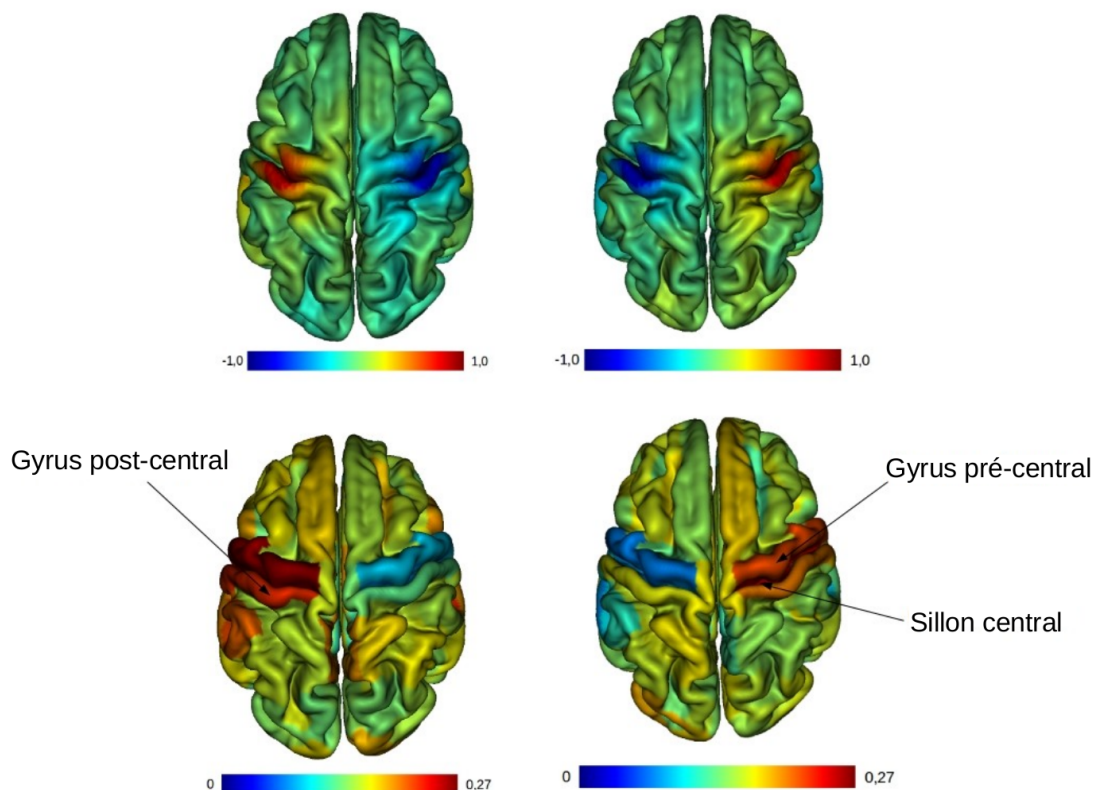 -1,0 1,0
-1,0 1,0
Gyrus post-central
Gyrus pré-central
Sillon central
0 0,27
0 0,27